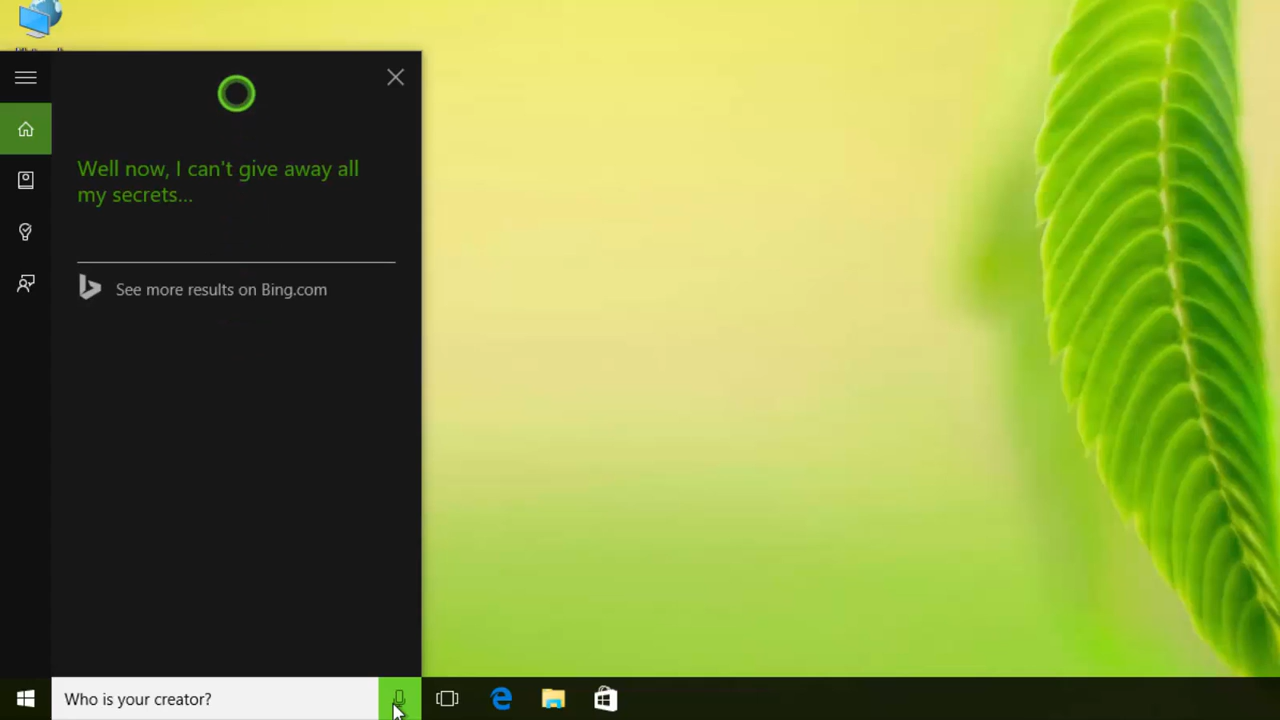 Well now, I can't give away all
my secrets...
See more results on Bing.com
Who is your creator?